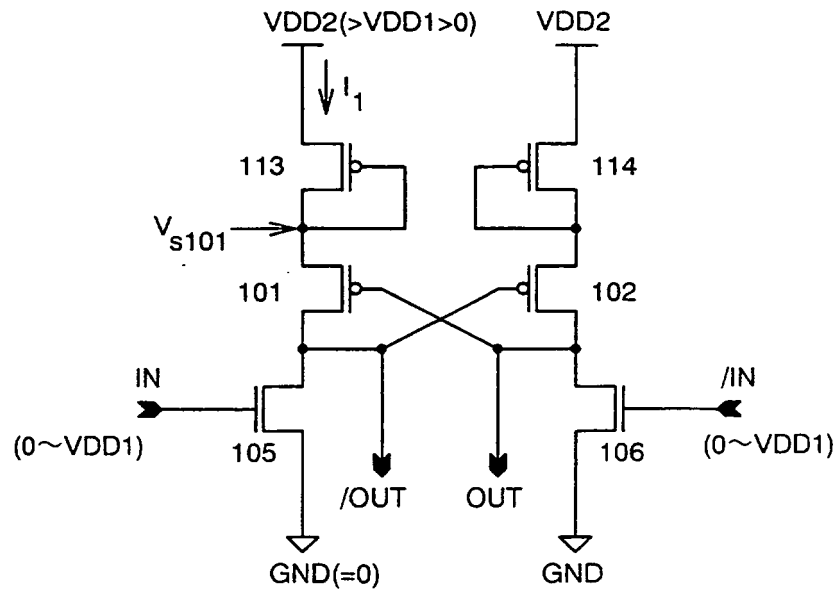 VDD2(>VDD1>0) VDD2
I1
113 114
Vs101
101 102
IN /IN
(0～VDD1) 105 106 (0～VDD1)
/OUT OUT
GND(=0) GND